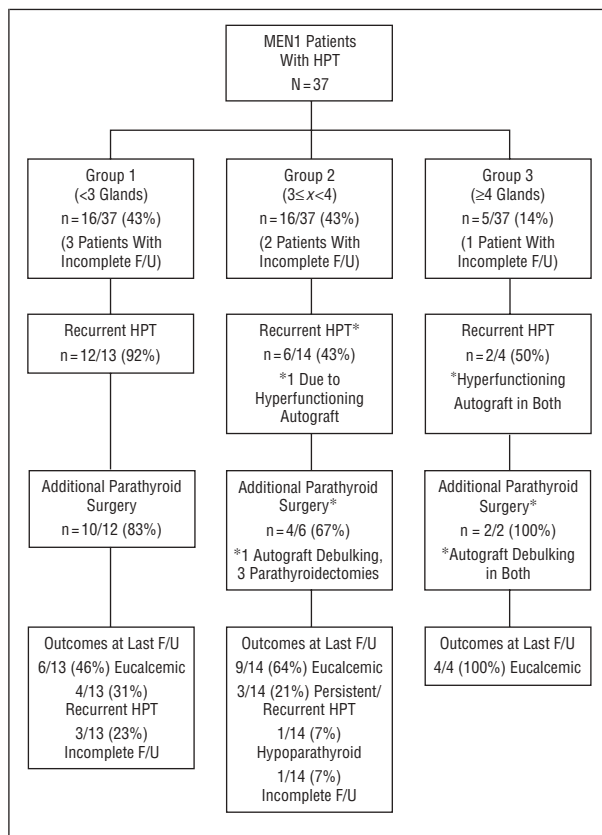 MEN1 Patients
With HPT
N=37
Group 1
(<3 Glands)
n=16/37 (43%)
(3 Patients With
Incomplete F/U)
Group 2
(3≤x<4)
n=16/37 (43%)
(2 Patients With
Incomplete F/U)
Group 3
(≥4 Glands)
n=5/37 (14%)
(1 Patient With
Incomplete F/U)
Recurrent HPT
n=12/13 (92%)
Recurrent HPT*
n=6/14 (43%)
*1 Due to
Hyperfunctioning
Autograft
Recurrent HPT
n=2/4 (50%)
*Hyperfunctioning
Autograft in Both
Additional Parathyroid
Surgery
n=10/12 (83%)
Additional Parathyroid
Surgery*
n=4/6 (67%)
*1 Autograft Debulking,
3 Parathyroidectomies
Additional Parathyroid
Surgery*
n = 2/2 (100%)
*Autograft Debulking
in Both
Outcomes at Last F/U
6/13 (46%) Eucalcemic
4/13 (31%)
Recurrent HPT
3/13 (23%)
Incomplete F/U
Outcomes at Last F/U
9/14 (64%) Eucalcemic
3/14 (21%) Persistent/
Recurrent HPT
1/14 (7%)
Hypoparathyroid
1/14 (7%)
Incomplete F/U
Outcomes at Last F/U
4/4 (100%) Eucalcemic